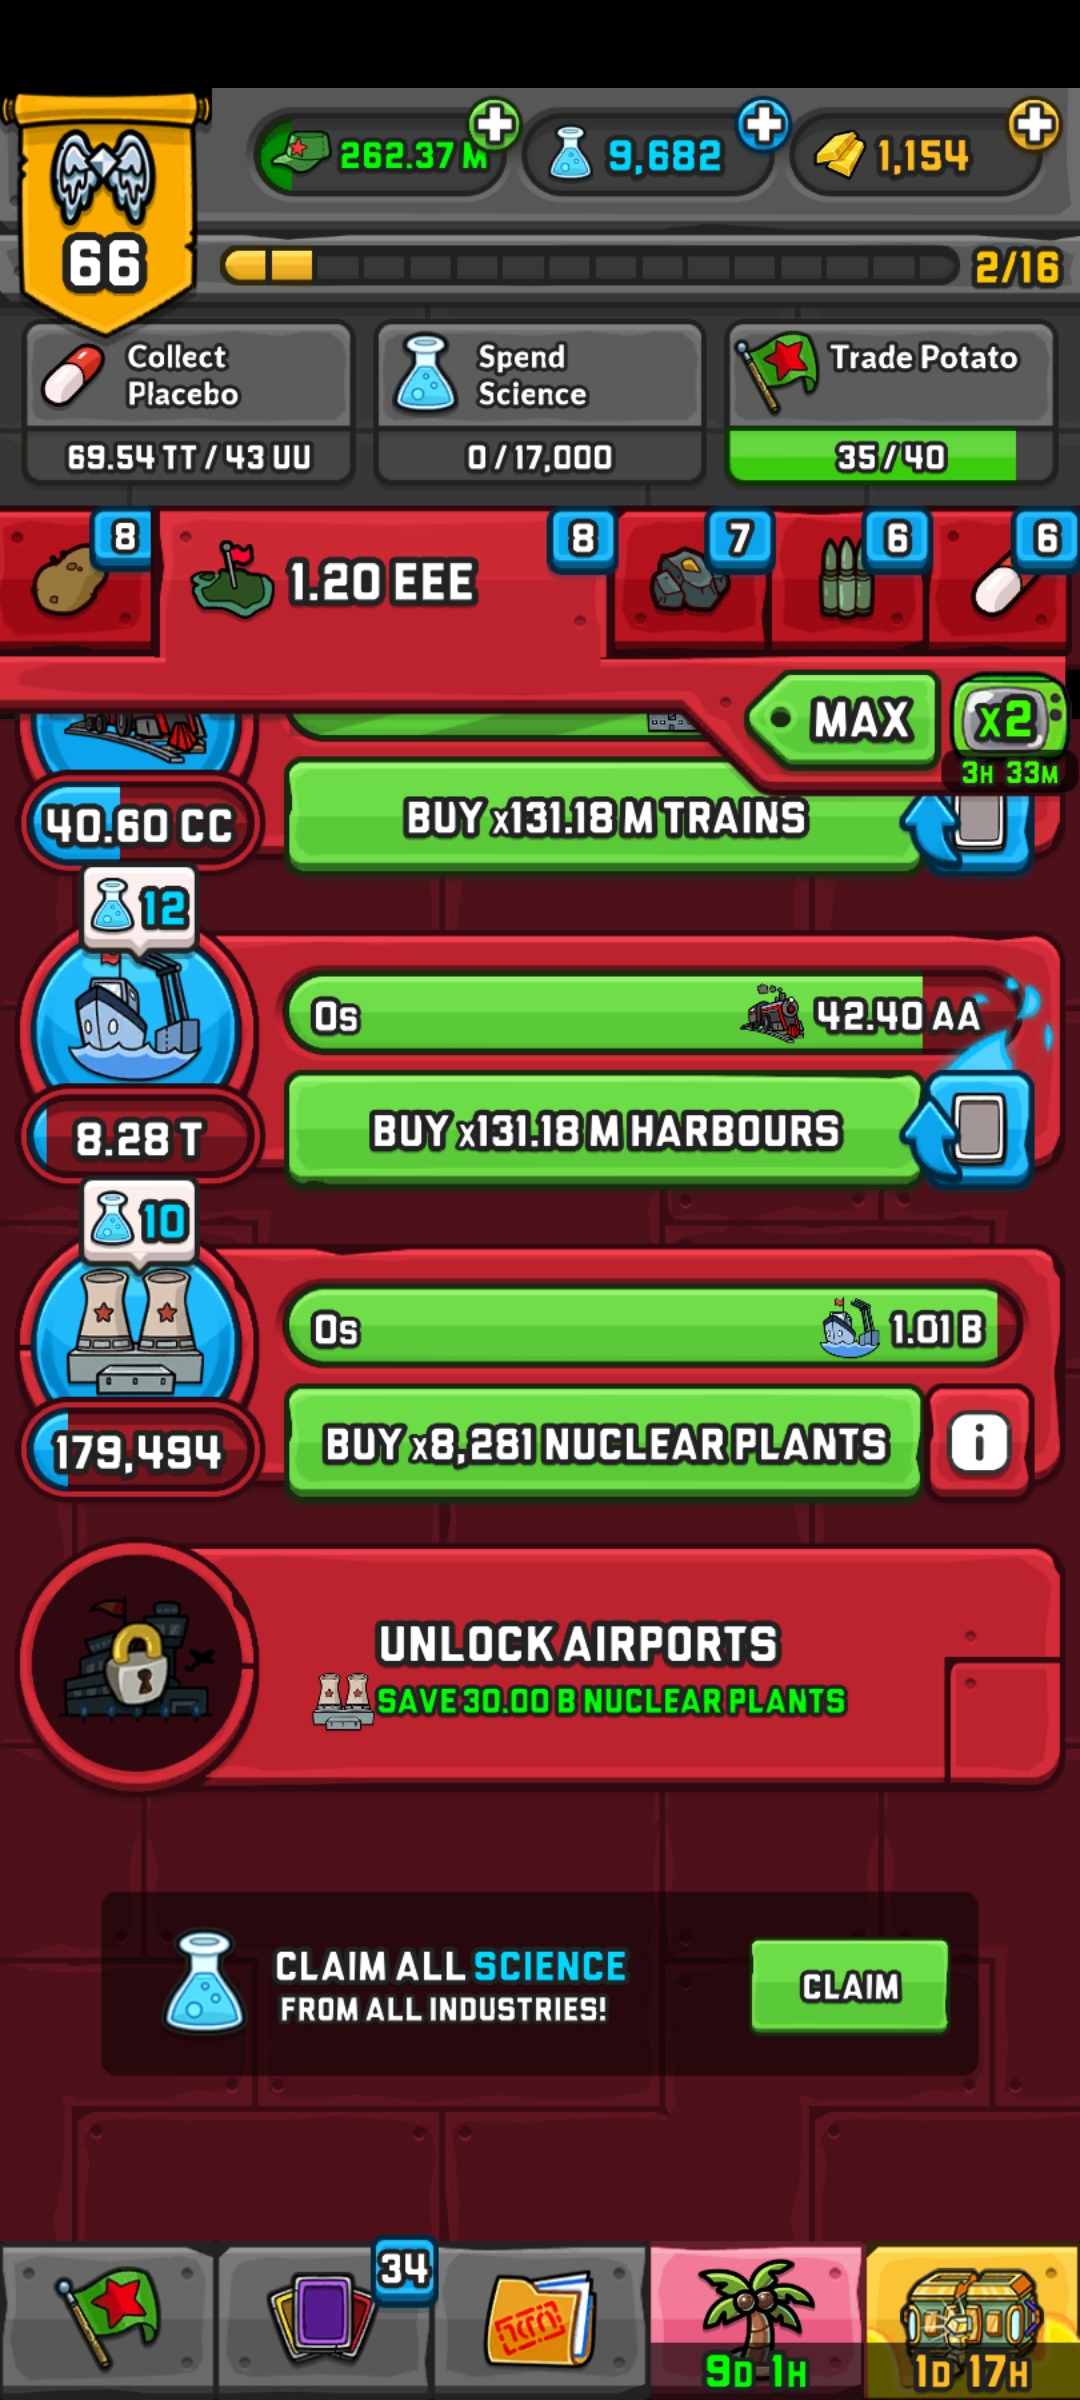 262.37 M
9,682
1,154
66
2/16
Collect
Placebo
69.54 TT / 43 UU
Spend
Science
0 / 17,000
Trade Potato
35 / 40
8
1.20 EEE
8
7
6
6
MAX
x2
3H 33M
40.60 CC
BUY x131.18 M TRAINS
12
0s
42.40 AA
8.28 T
BUY x131.18 M HARBOURS
10
0s
1.01 B
179,494
BUY x8,281 NUCLEAR PLANTS
i
UNLOCK AIRPORTS
SAVE 30.00 B NUCLEAR PLANTS
CLAIM ALL SCIENCE
FROM ALL INDUSTRIES!
CLAIM
34
9D 1H
1D 17H